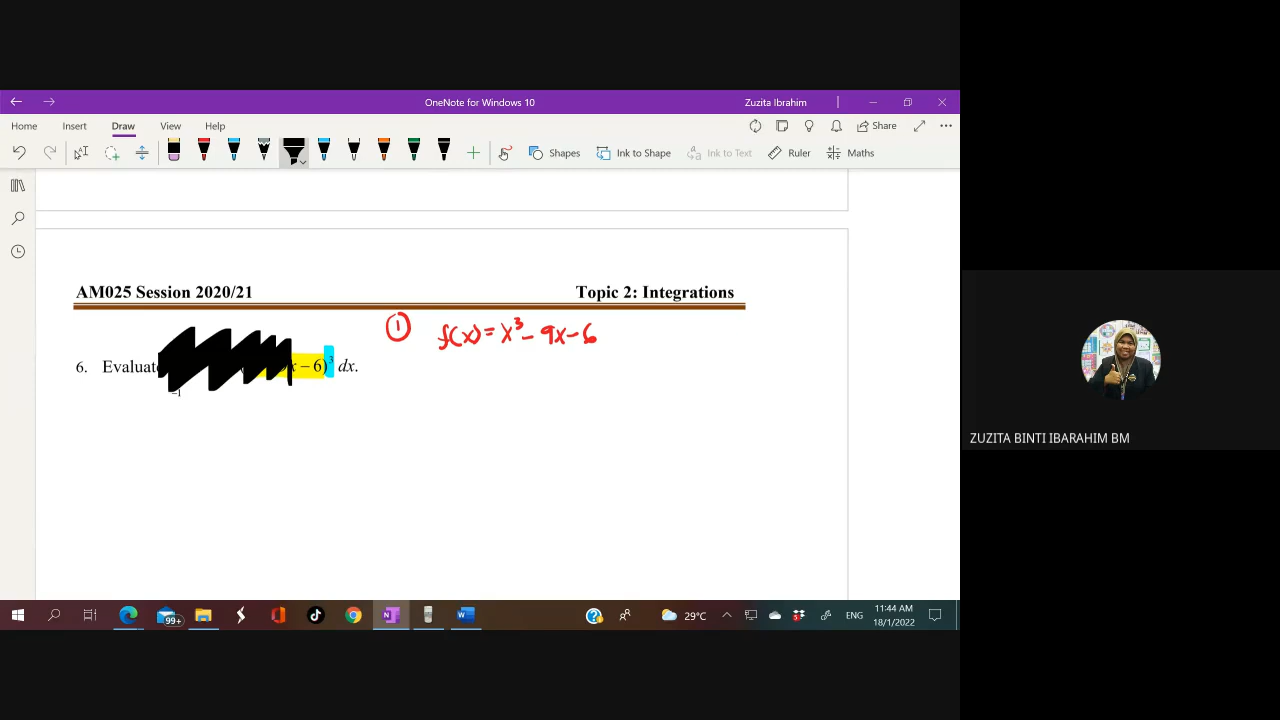 OneNote for Windows 10
Zuzita Ibrahim
Home Insert Draw View Help
Share
Shapes Ink to Shape Ink to Text Ruler Maths
AM025 Session 2020/21 Topic 2: Integrations
① f(x) = x³ - 9x - 6
6. Evaluate x – 6)³ dx.
–1
ZUZITA BINTI IBARAHIM BM
99+
29°C
ENG
11:44 AM
18/1/2022